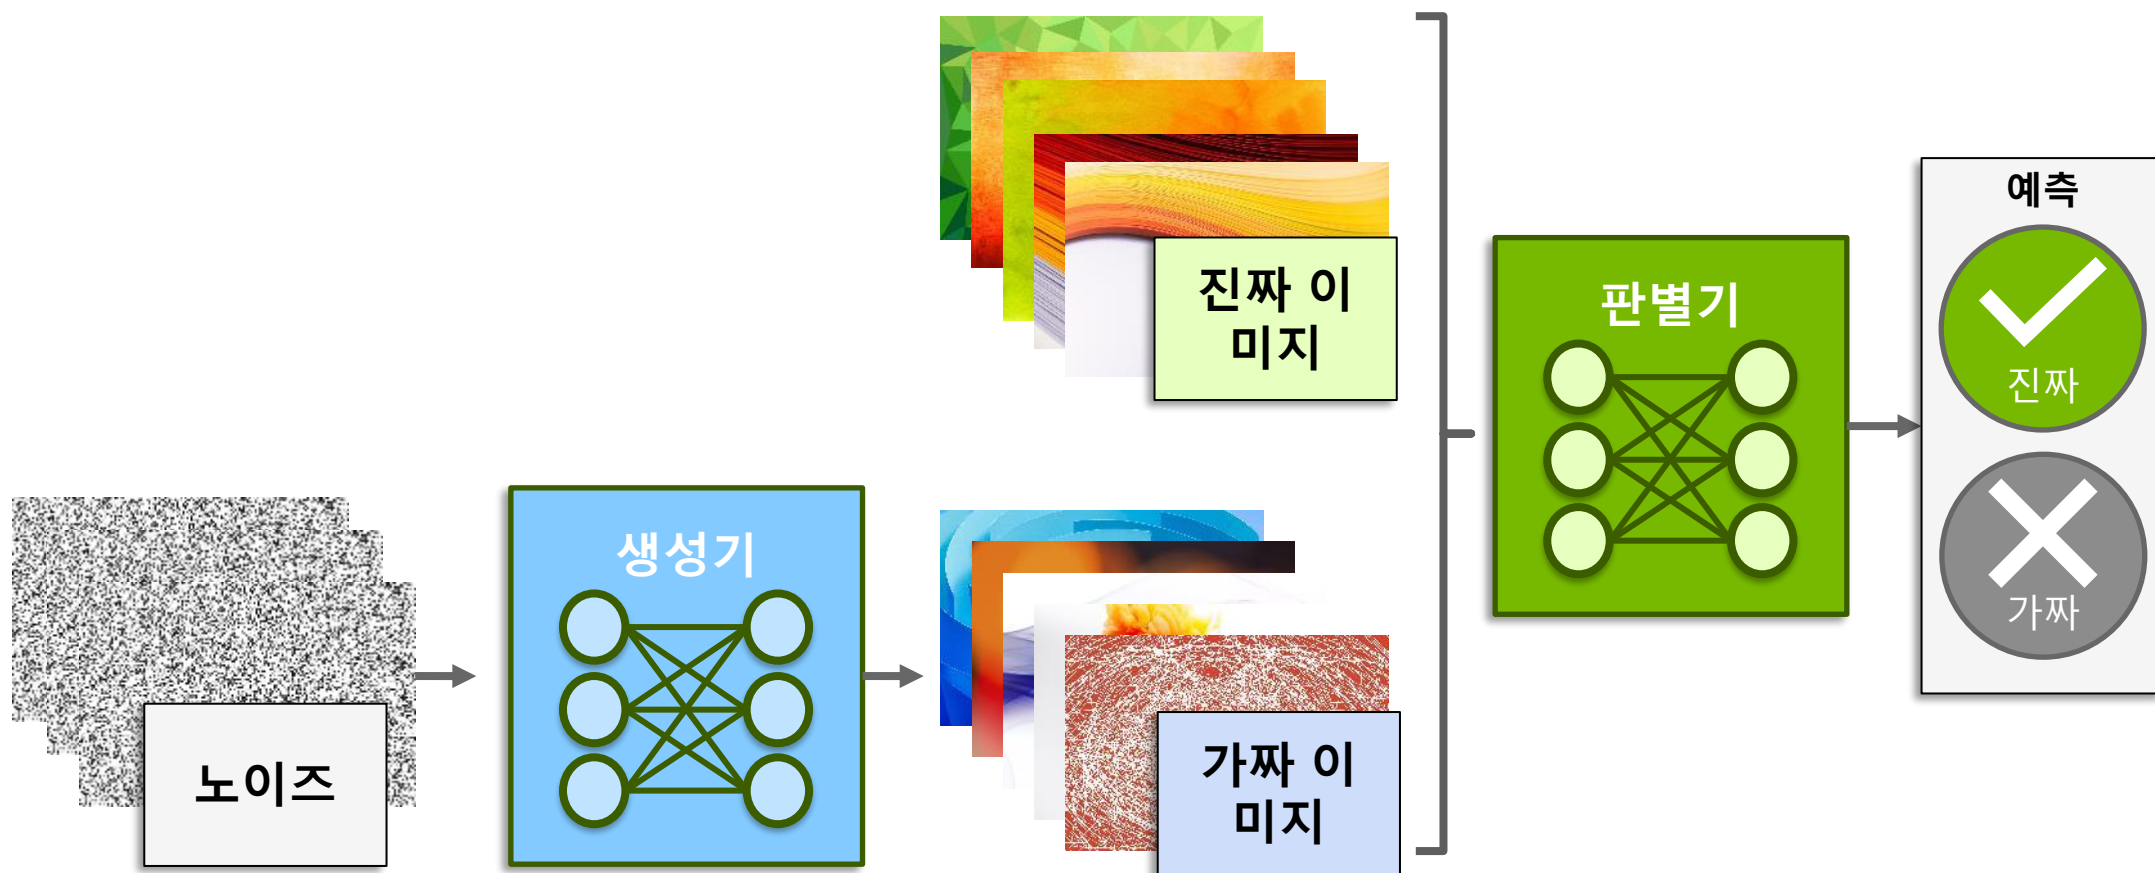 진짜 이
미지
예측
판별기
진짜
가짜
생성기
노이즈
가짜 이
미지